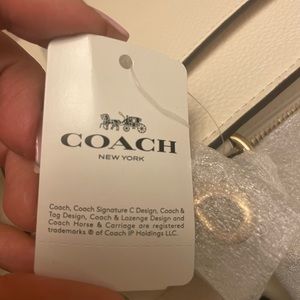 COACH
NEW YORK
Coach, Coach Signature C Design, Coach &
Tag Design, Coach & Lozenge Design and
Coach Horse & Carriage are registered
trademarks ® of Coach IP Holdings LLC.